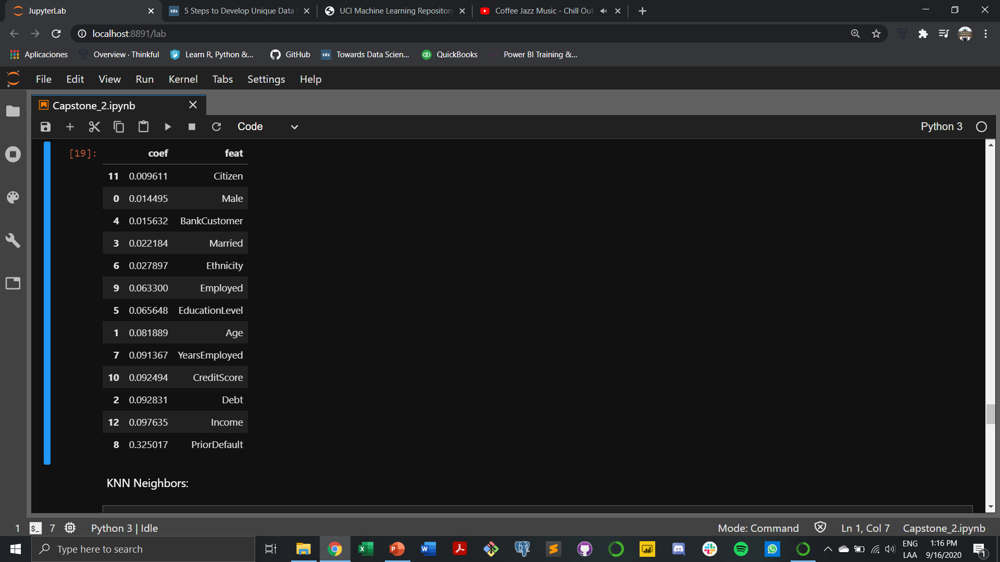 JupyterLab
tds 5 Steps to Develop Unique Data
UCI Machine Learning Repository
Coffee Jazz Music - Chill Out
localhost:8891/lab
Aplicaciones Overview · Thinkful Learn R, Python &... GitHub tds Towards Data Scien... qb QuickBooks Power BI Training &...
File Edit View Run Kernel Tabs Settings Help
Capstone_2.ipynb
Code
Python 3
[19]: coef feat
11 0.009611 Citizen
0 0.014495 Male
4 0.015632 BankCustomer
3 0.022184 Married
6 0.027897 Ethnicity
9 0.063300 Employed
5 0.065648 EducationLevel
1 0.081889 Age
7 0.091367 YearsEmployed
10 0.092494 CreditScore
2 0.092831 Debt
12 0.097635 Income
8 0.325017 PriorDefault
KNN Neighbors:
1 $_ 7 Python 3 | Idle Mode: Command Ln 1, Col 7 Capstone_2.ipynb
Type here to search
ENG 1:16 PM
LAA 9/16/2020
1